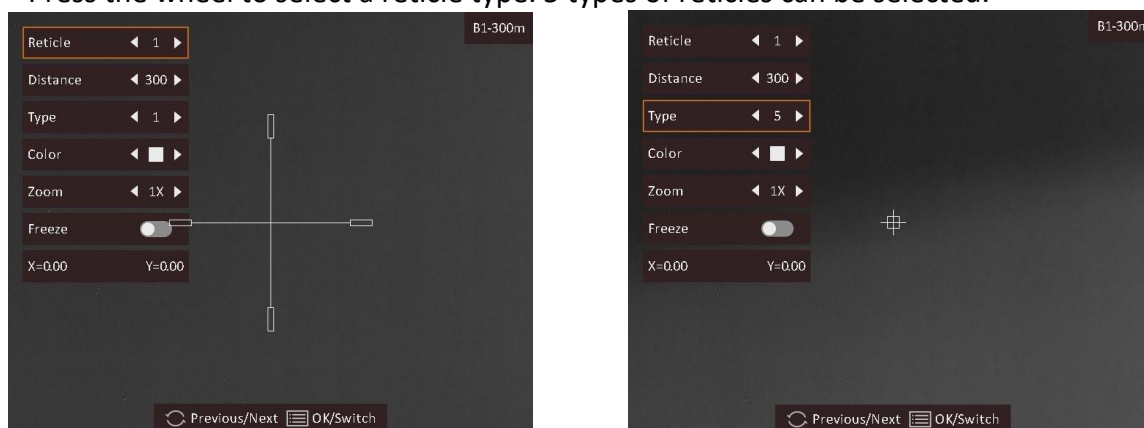 Press the wheel to select a reticle type. 5 types of reticles can be selected.
B1-300m
Reticle 1
Distance 300
Type 1
Color
Zoom 1X
Freeze
X=0.00 Y=0.00
Previous/Next OK/Switch
B1-300m
Reticle 1
Distance 300
Type 5
Color
Zoom 1X
Freeze
X=0.00 Y=0.00
Previous/Next OK/Switch